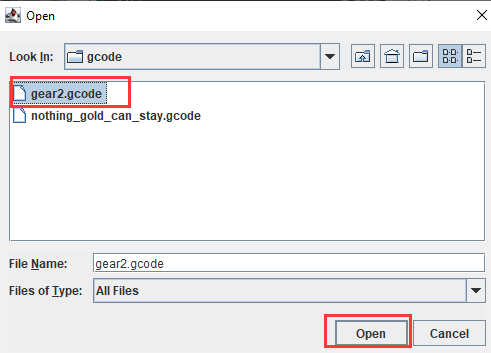 Open
Look In: gcode
gear2.gcode
nothing_gold_can_stay.gcode
File Name: gear2.gcode
Files of Type: All Files
Open Cancel